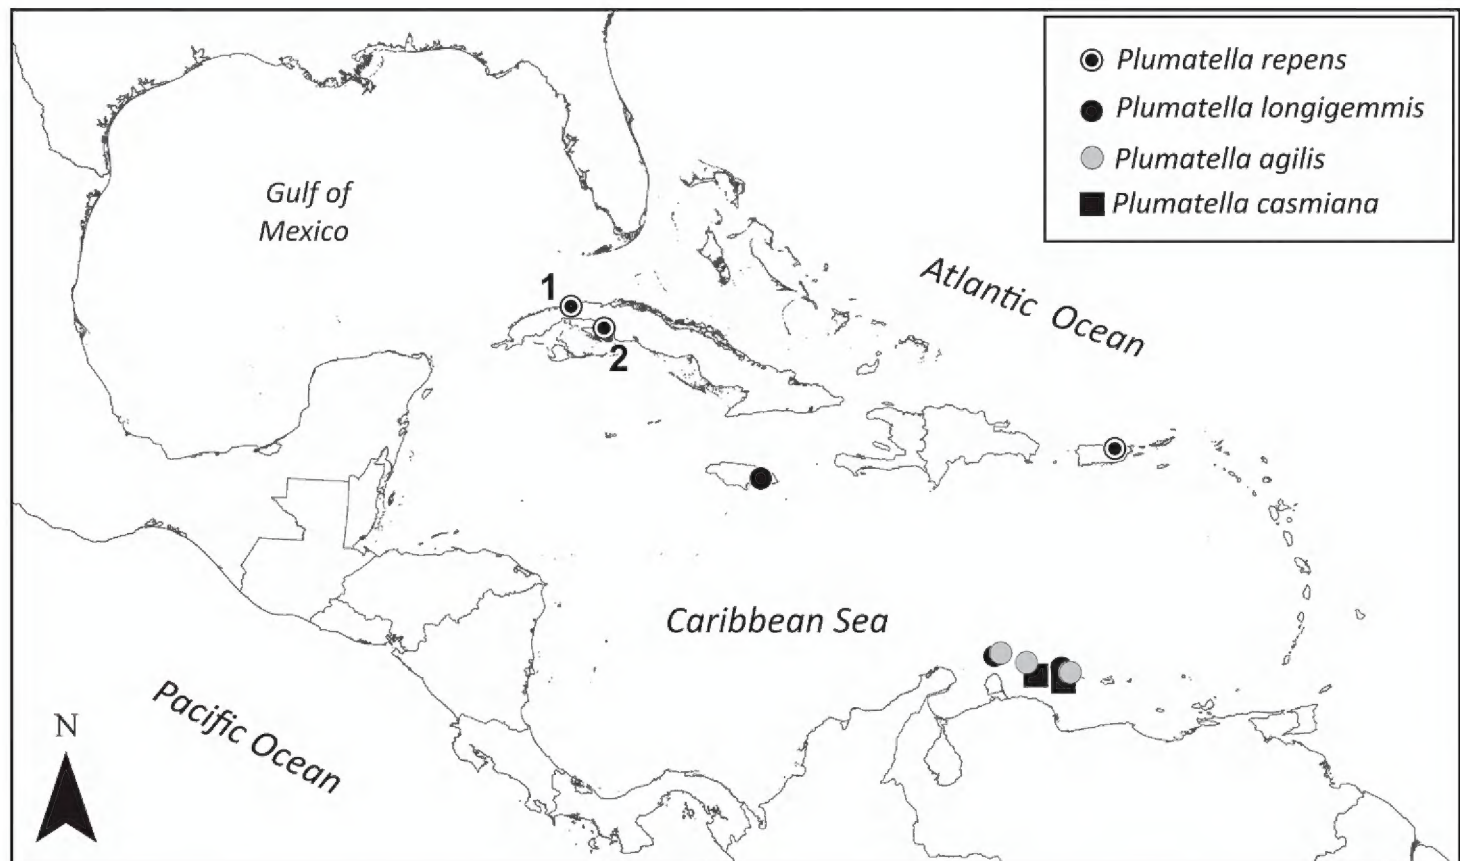 Plumatella repens
Plumatella longigemmis
Plumatella agilis
Plumatella casmiana
Gulf of
Mexico
Atlantic Ocean
1
2
Caribbean Sea
Pacific Ocean
N